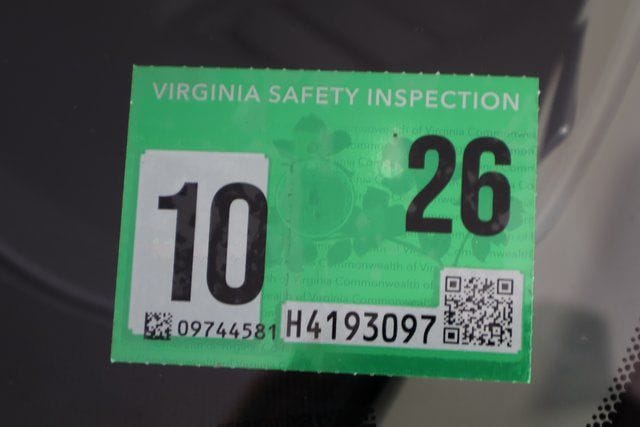 VIRGINIA SAFETY INSPECTION
10
26
09744581
H4193097